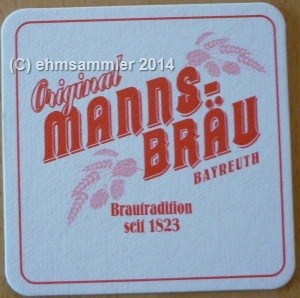 (C) ehmsammler 2014
Original
MANNS-
BRÄU
BAYREUTH
Brautradition
seit 1823